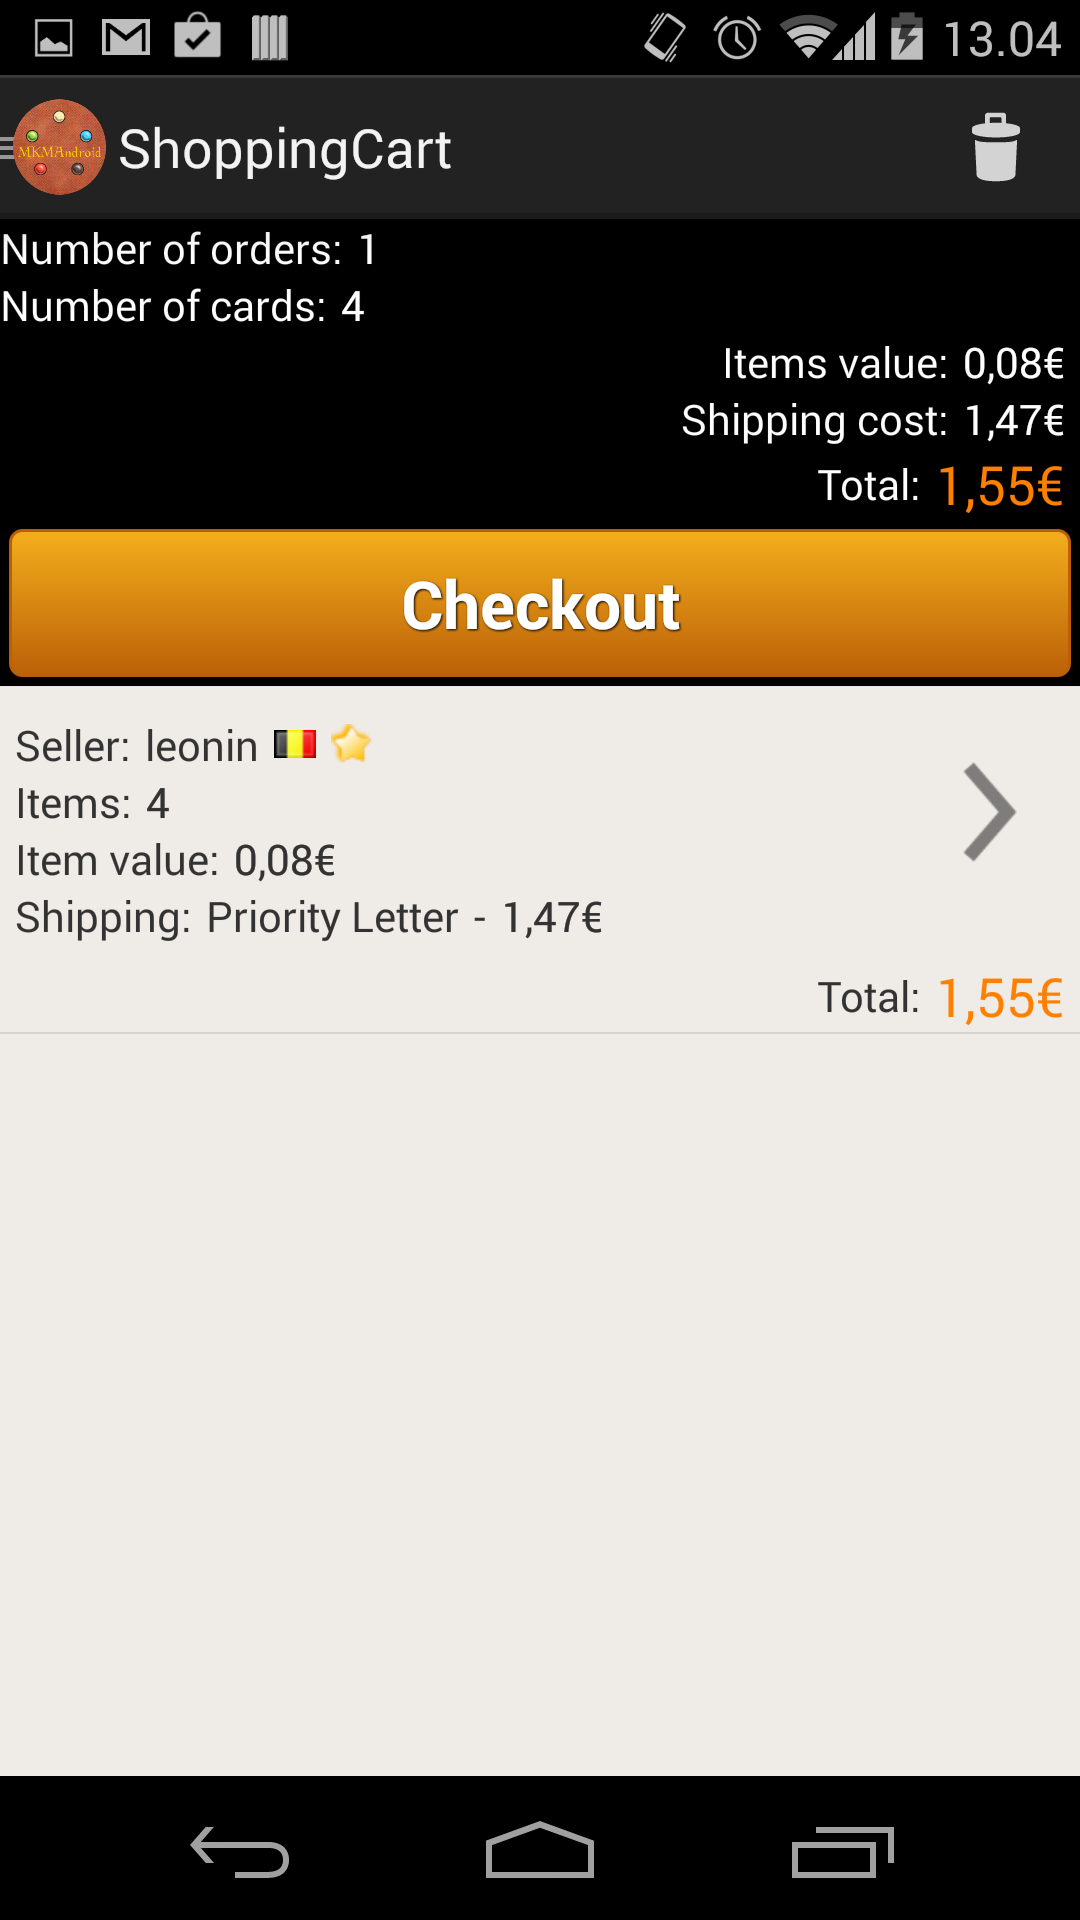 13.04
MKMAndroid
ShoppingCart
Number of orders: 1
Number of cards: 4
Items value: 0,08€
Shipping cost: 1,47€
Total: 1,55€
Checkout
Seller: leonin
Items: 4
Item value: 0,08€
Shipping: Priority Letter - 1,47€
Total: 1,55€